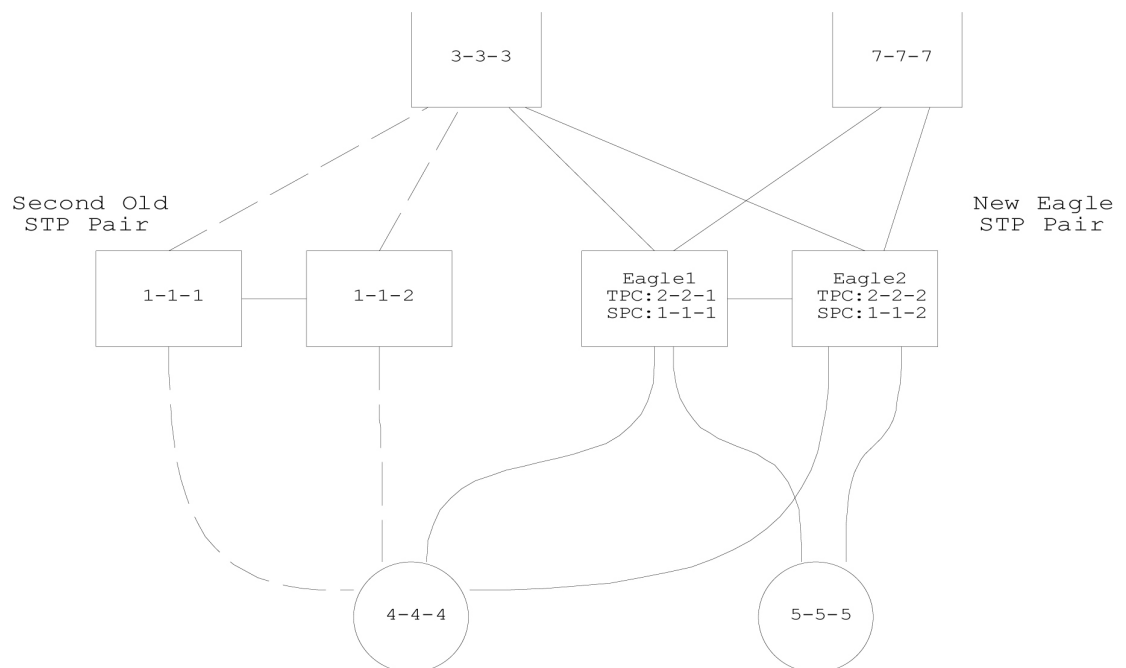 3-3-3
7-7-7
Second Old
STP Pair
New Eagle
STP Pair
1-1-1
1-1-2
Eagle1
TPC:2-2-1
SPC:1-1-1
Eagle2
TPC:2-2-2
SPC:1-1-2
4-4-4
5-5-5